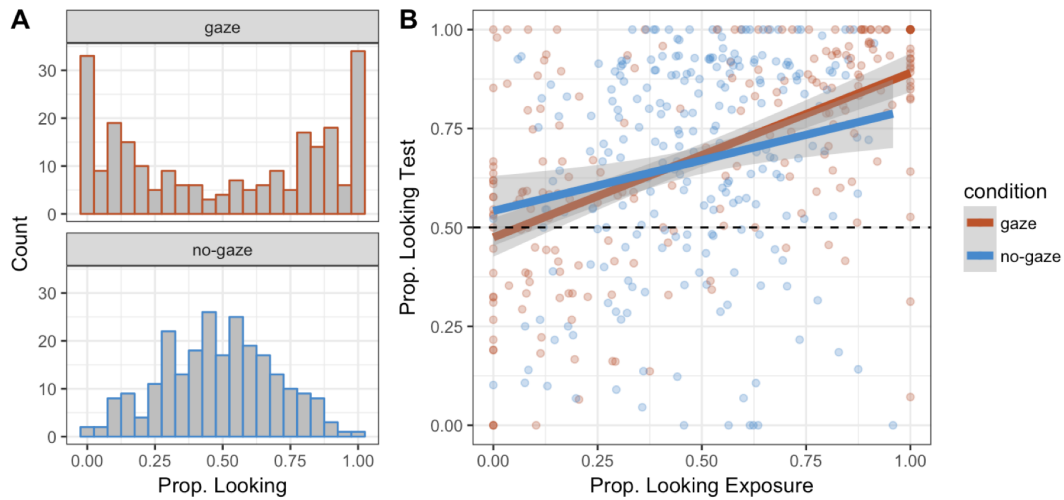 A
gaze
30
20
10
0
Count
no-gaze
30
20
10
0
0.00 0.25 0.50 0.75 1.00
Prop. Looking
B
1.00
0.75
0.50
0.25
0.00
Prop. Looking Test
0.00 0.25 0.50 0.75 1.00
Prop. Looking Exposure
condition
gaze
no-gaze